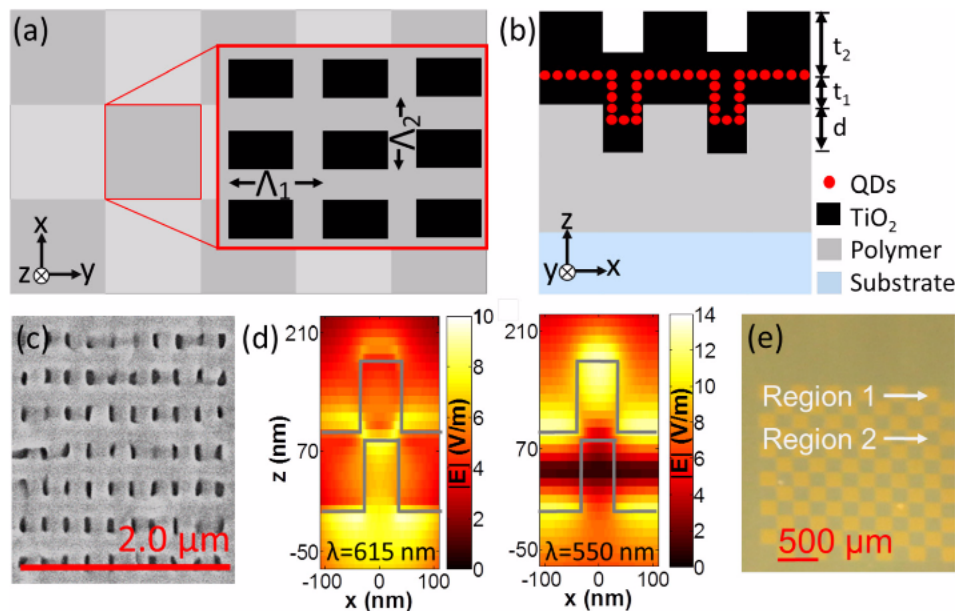 (a)
Λ1
Λ2
x
z
y
(b)
t2
t1
d
QDs
TiO2
Polymer
Substrate
z
y
x
(c)
2.0 μm
(d)
210
70
-50
z (nm)
-100
0
100
x (nm)
λ=615 nm
10
8
6
4
2
0
|E| (V/m)
210
70
-50
-100
0
100
x (nm)
λ=550 nm
14
12
10
8
6
4
2
0
|E| (V/m)
(e)
Region 1
Region 2
500 μm